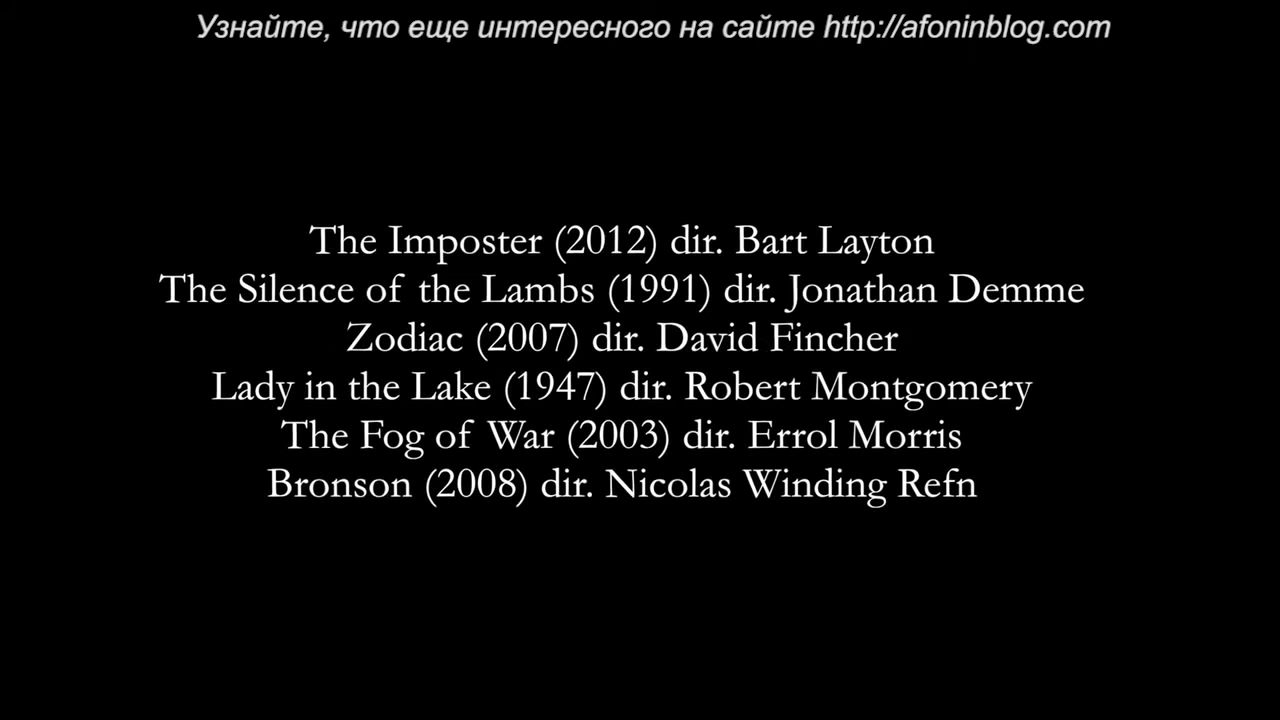 Узнайте, что еще интересного на сайте http://afoninblog.com
The Imposter (2012) dir. Bart Layton
The Silence of the Lambs (1991) dir. Jonathan Demme
Zodiac (2007) dir. David Fincher
Lady in the Lake (1947) dir. Robert Montgomery
The Fog of War (2003) dir. Errol Morris
Bronson (2008) dir. Nicolas Winding Refn